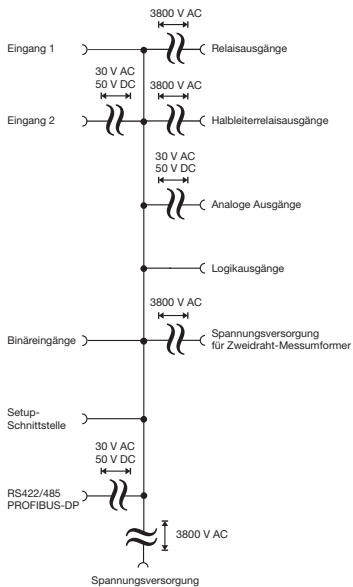 3800 V AC
Eingang 1
Relaisausgänge
30 V AC
50 V DC
3800 V AC
Eingang 2
Halbleiterrelaisausgänge
30 V AC
50 V DC
Analoge Ausgänge
Logikausgänge
3800 V AC
Binäreingänge
Spannungsversorgung
für Zweidraht-Messumformer
Setup-
Schnittstelle
30 V AC
50 V DC
RS422/485
PROFIBUS-DP
3800 V AC
Spannungsversorgung